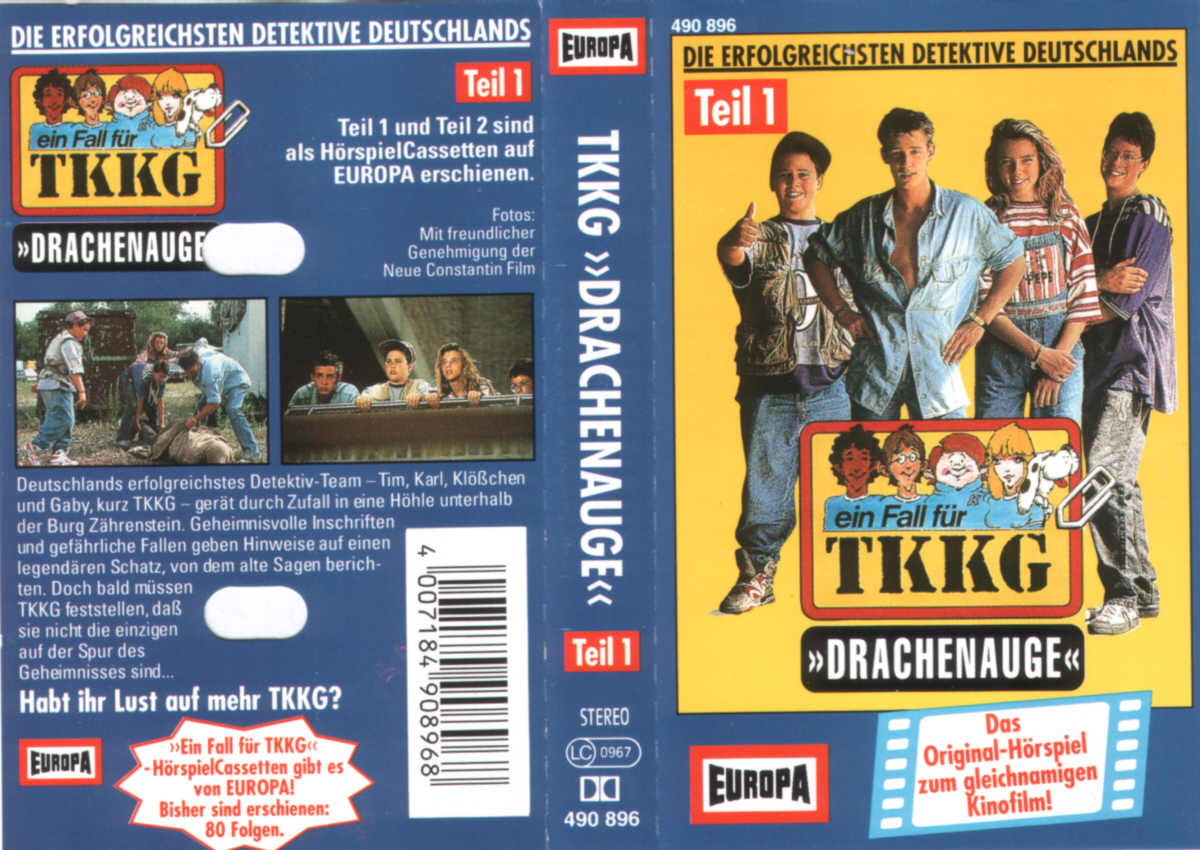 DIE ERFOLGREICHSTEN DETEKTIVE DEUTSCHLANDS
ein Fall für
TKKG
»DRACHENAUGE
Teil 1
Teil 1 und Teil 2 sind
als HörspielCassetten auf
EUROPA erschienen.
Fotos:
Mit freundlicher
Genehmigung der
Neue Constantin Film
Deutschlands erfolgreichstes Detektiv-Team – Tim, Karl, Klößchen
und Gaby, kurz TKKG – gerät durch Zufall in eine Höhle unterhalb
der Burg Zährenstein. Geheimnisvolle Inschriften
und gefährliche Fallen geben Hinweise auf einen
legendären Schatz, von dem alte Sagen berich-
ten. Doch bald müssen
TKKG feststellen, daß
sie nicht die einzigen
auf der Spur des
Geheimnisses sind...
Habt ihr Lust auf mehr TKKG?
EUROPA
»Ein Fall für TKKG«
-HörspielCassetten gibt es
von EUROPA!
Bisher sind erschienen:
80 Folgen.
4 007184 908968
EUROPA
TKKG »DRACHENAUGE«
Teil 1
STEREO
LC 0967
490 896
490 896
DIE ERFOLGREICHSTEN DETEKTIVE DEUTSCHLANDS
Teil 1
ein Fall für
TKKG
»DRACHENAUGE«
EUROPA
Das
Original-Hörspiel
zum gleichnamigen
Kinofilm!